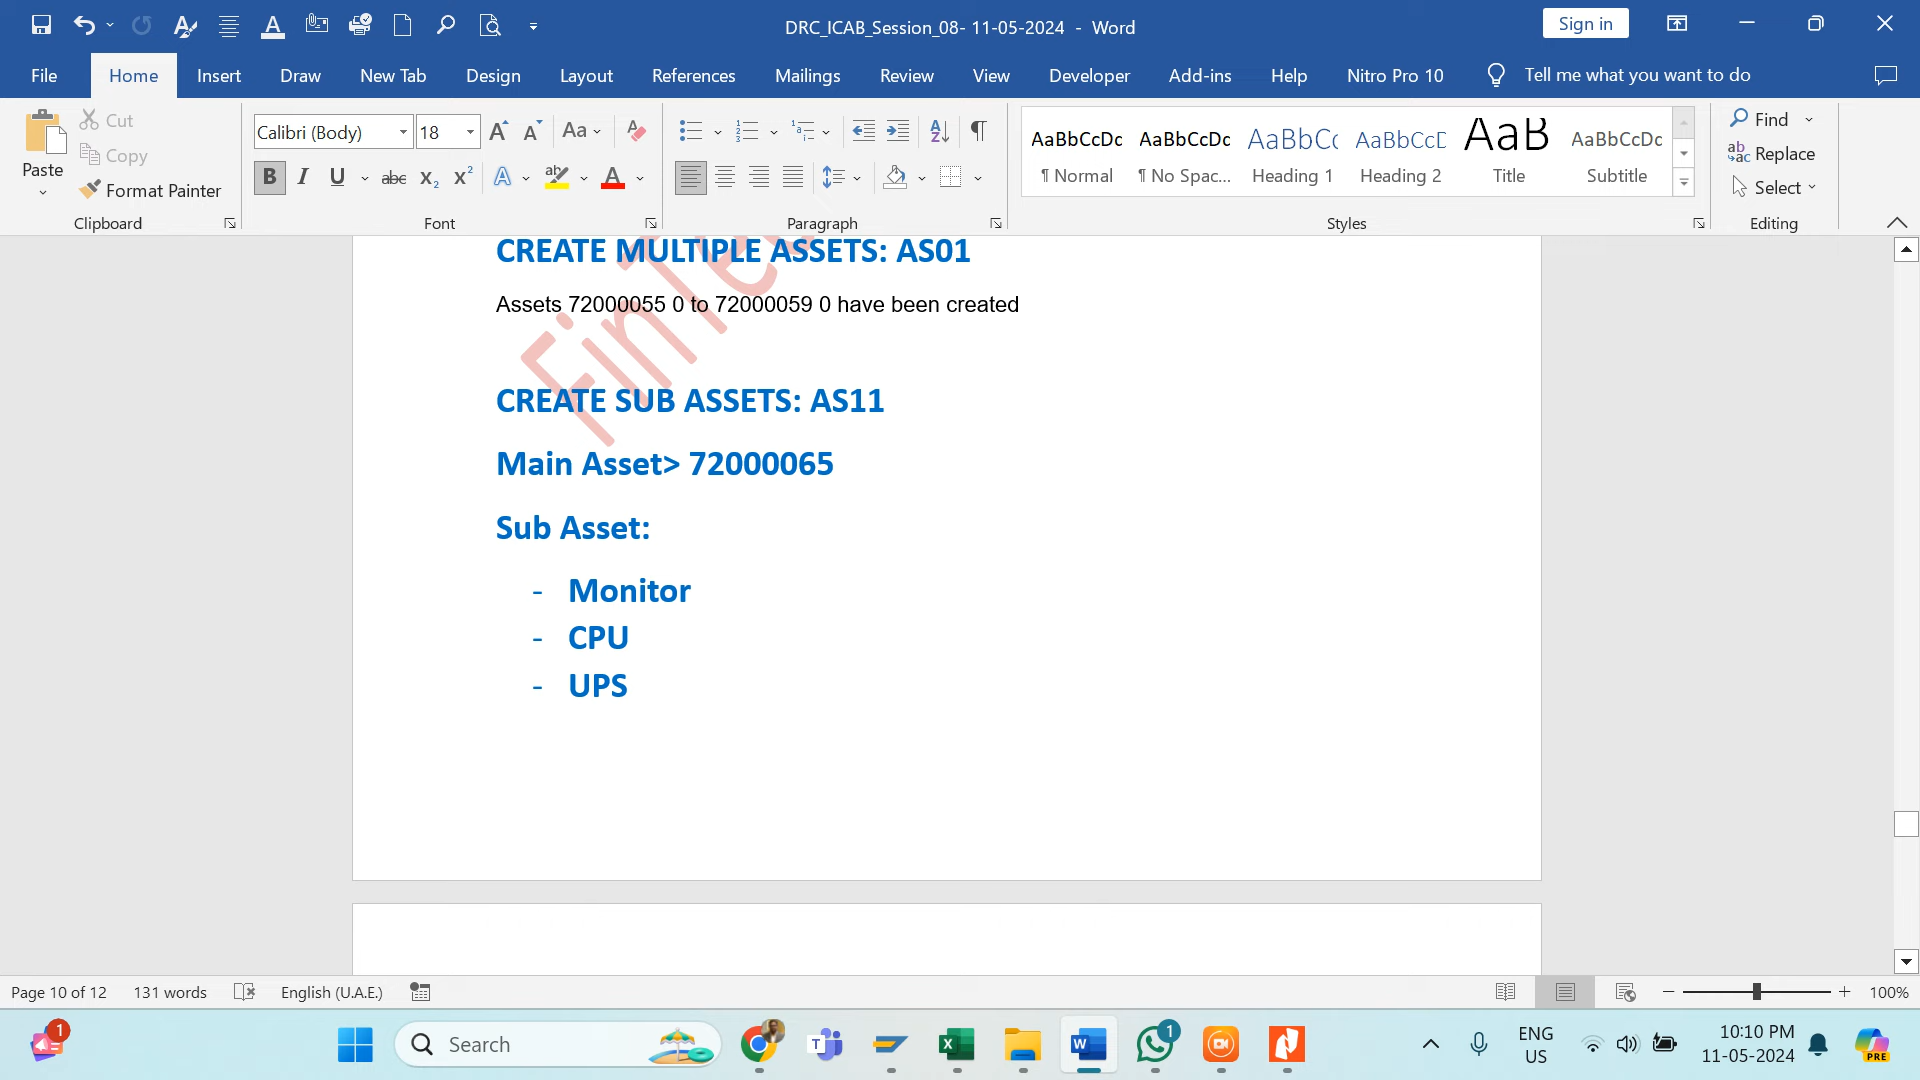 DRC_ICAB_Session_08- 11-05-2024 - Word
Sign in
File Home Insert Draw New Tab Design Layout References Mailings Review View Developer Add-ins Help Nitro Pro 10 Tell me what you want to do
Paste
Cut
Copy
Format Painter
Clipboard
Calibri (Body) 18
Font
Paragraph
AaBbCcDc AaBbCcDc AaBbCc AaBbCcD AaB AaBbCcDc
¶ Normal ¶ No Spac... Heading 1 Heading 2 Title Subtitle
Styles
Find
Replace
Select
Editing
CREATE MULTIPLE ASSETS: AS01
Assets 72000055 0 to 72000059 0 have been created
CREATE SUB ASSETS: AS11
Main Asset> 72000065
Sub Asset:
- Monitor
- CPU
- UPS
Page 10 of 12 131 words English (U.A.E.) 100%
1
Search
1
ENG
US
10:10 PM
11-05-2024
PRE